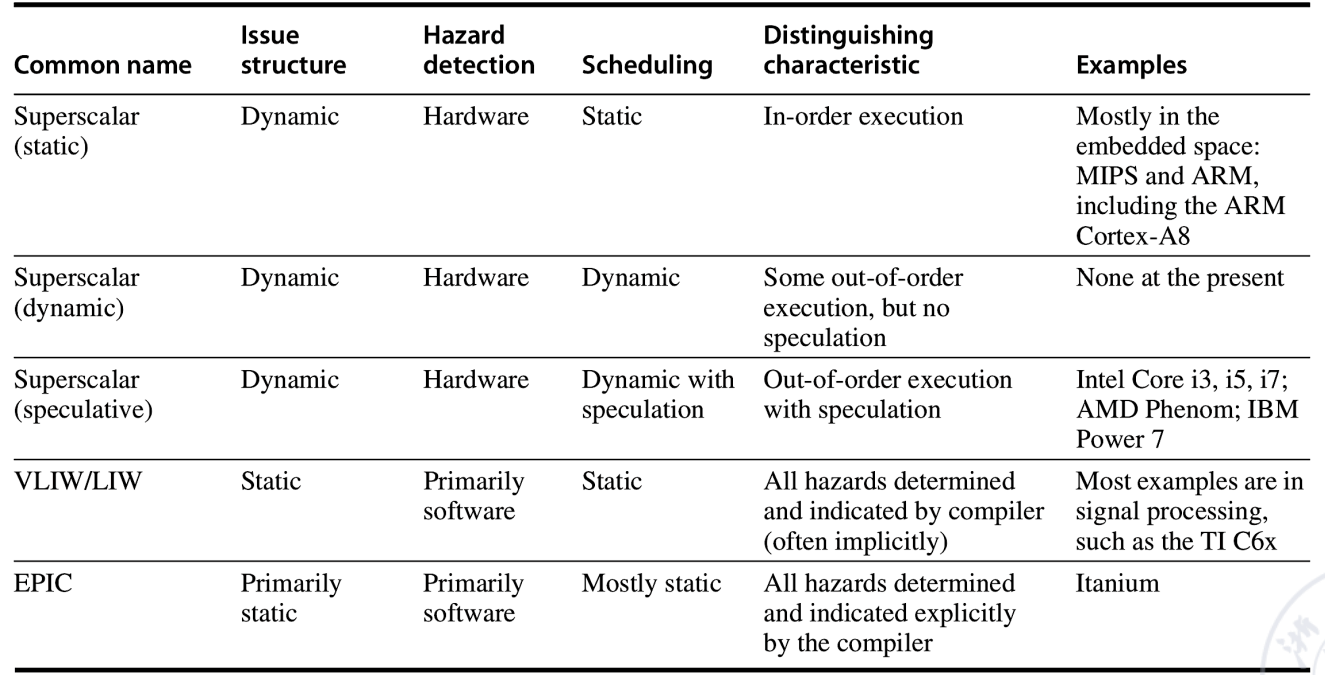 Common name Issue structure Hazard detection Scheduling Distinguishing characteristic Examples
Superscalar (static) Dynamic Hardware Static In-order execution Mostly in the embedded space: MIPS and ARM, including the ARM Cortex-A8
Superscalar (dynamic) Dynamic Hardware Dynamic Some out-of-order execution, but no speculation None at the present
Superscalar (speculative) Dynamic Hardware Dynamic with speculation Out-of-order execution with speculation Intel Core i3, i5, i7; AMD Phenom; IBM Power 7
VLIW/LIW Static Primarily software Static All hazards determined and indicated by compiler (often implicitly) Most examples are in signal processing, such as the TI C6x
EPIC Primarily static Primarily software Mostly static All hazards determined and indicated explicitly by the compiler Itanium